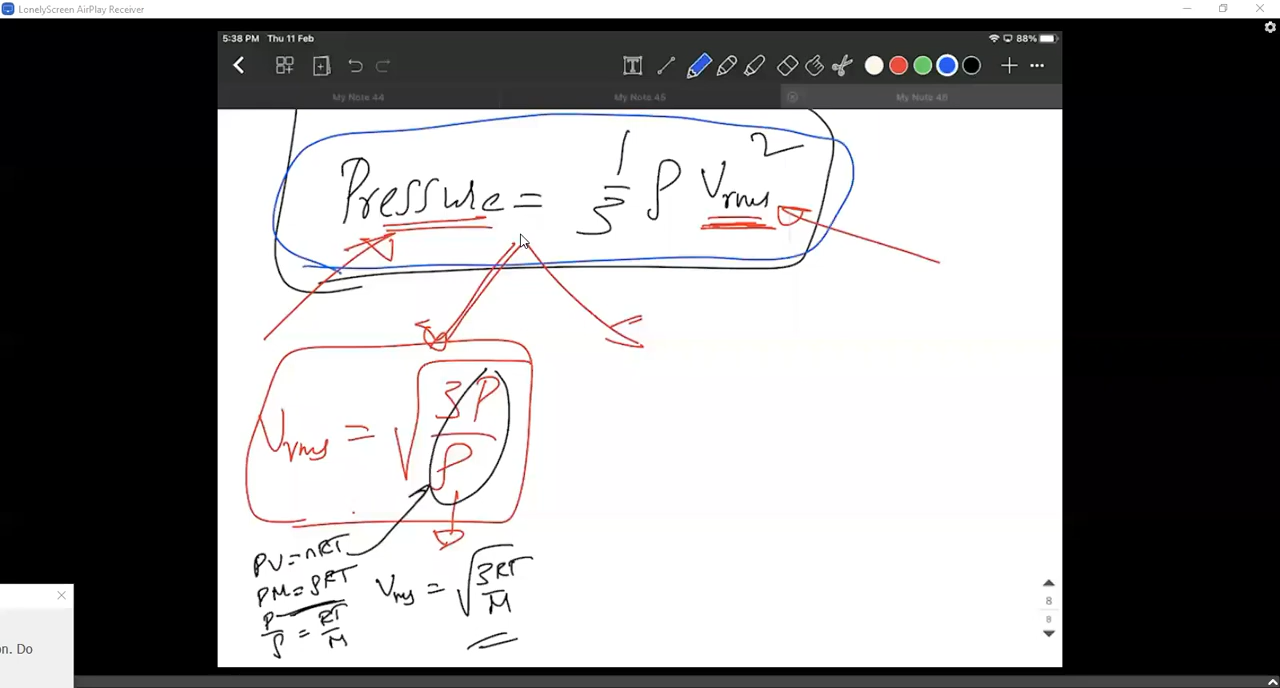 LonelyScreen AirPlay Receiver
5:38 PM Thu 11 Feb
88%
My Note 44
My Note 45
My Note 46
Pressure = 1/3 ρ Vrms²
Vrms = √(3P/ρ)
PV = nRT
PM = ρRT
P/ρ = RT/M
Vrms = √(3RT/M)
8
8
on. Do